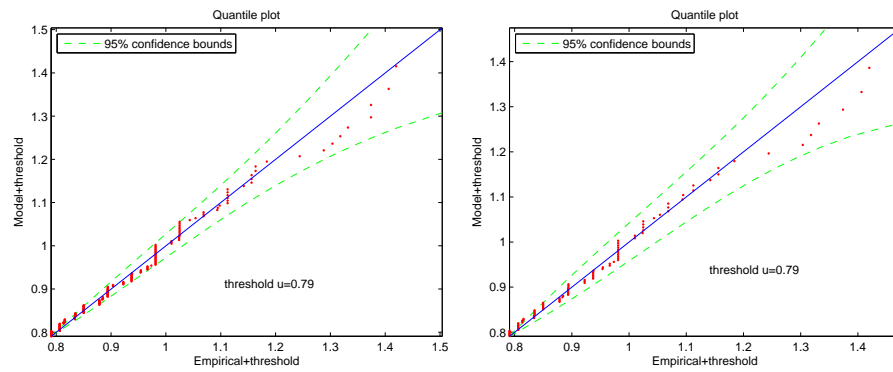 Quantile plot
95% confidence bounds
1.5
1.4
1.3
1.2
1.1
1
0.9
0.8
Model+threshold
threshold u=0.79
0.8 0.9 1 1.1 1.2 1.3 1.4 1.5
Empirical+threshold
Quantile plot
95% confidence bounds
1.4
1.3
1.2
1.1
1
0.9
0.8
Model+threshold
threshold u=0.79
0.8 0.9 1 1.1 1.2 1.3 1.4
Empirical+threshold